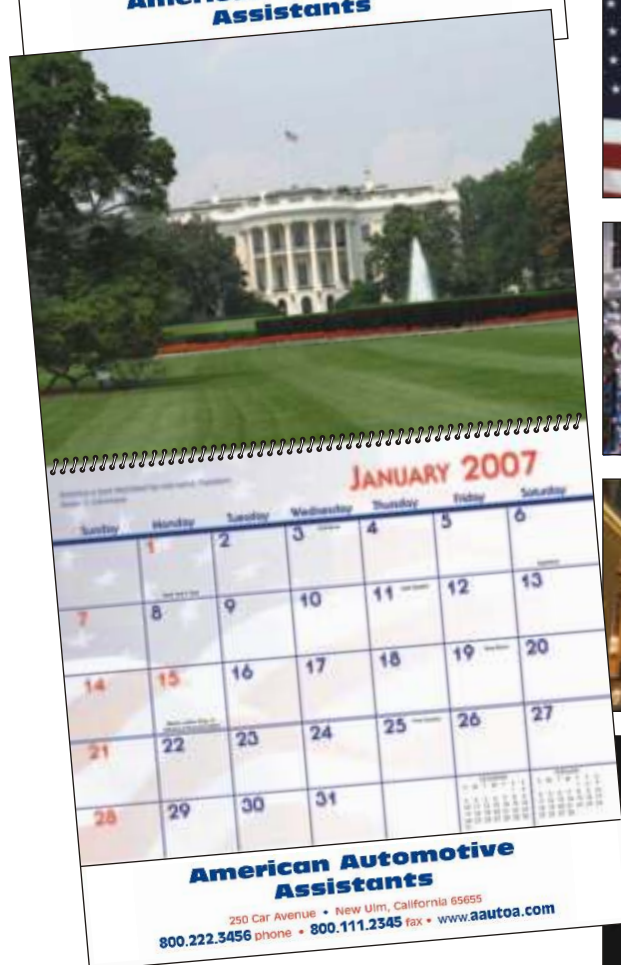 Assistants
JANUARY 2007
Sunday Monday Tuesday Wednesday Thursday Friday Saturday
1 2 3 4 5 6
7 8 9 10 11 12 13
14 15 16 17 18 19 20
21 22 23 24 25 26 27
28 29 30 31
American Automotive
Assistants
250 Car Avenue • New Ulm, California 65655
800.222.3456 phone • 800.111.2345 fax • www.aautoa.com